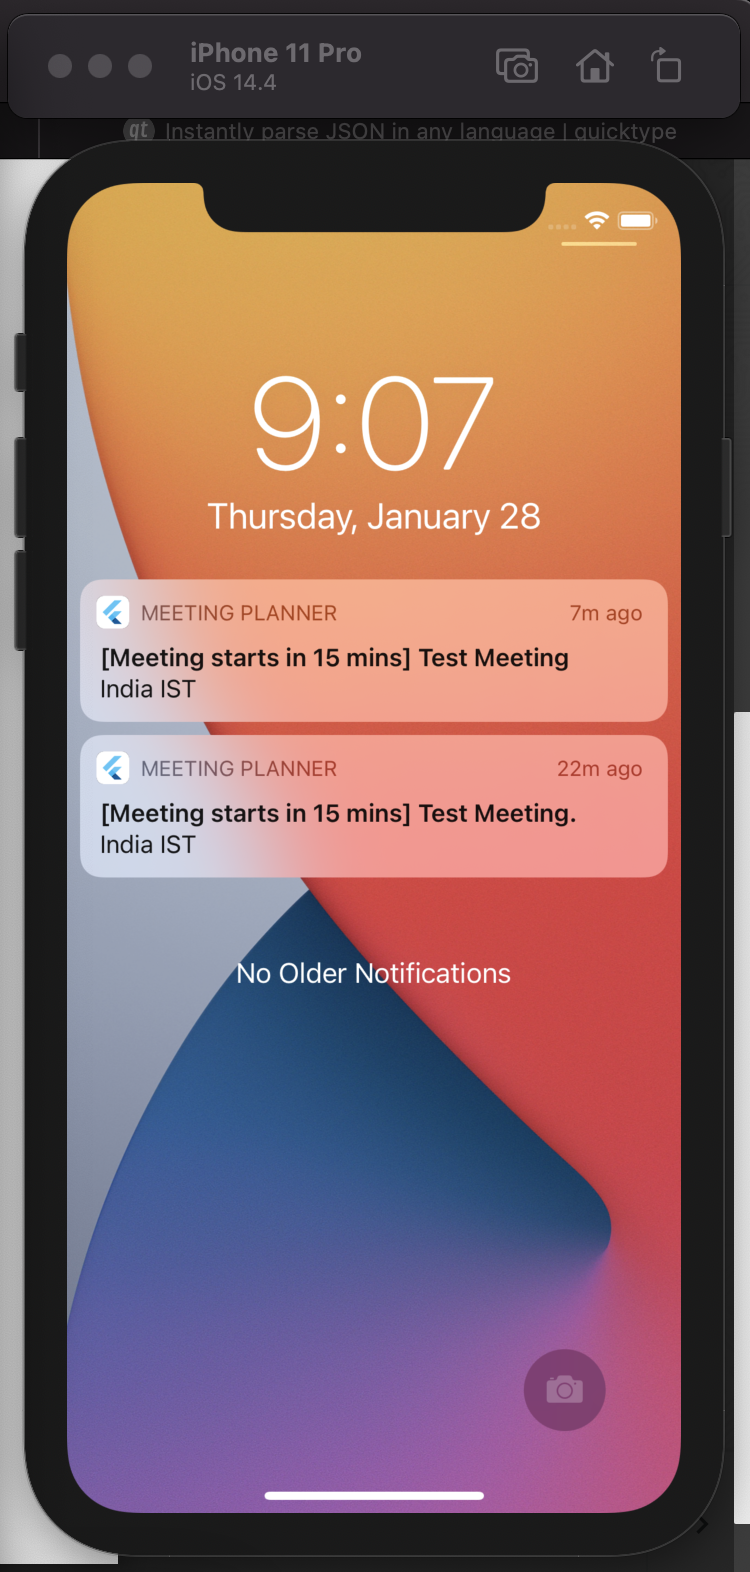 iPhone 11 Pro
iOS 14.4
qt Instantly parse JSON in any language | quicktype
9:07
Thursday, January 28
MEETING PLANNER 7m ago
[Meeting starts in 15 mins] Test Meeting
India IST
MEETING PLANNER 22m ago
[Meeting starts in 15 mins] Test Meeting.
India IST
No Older Notifications